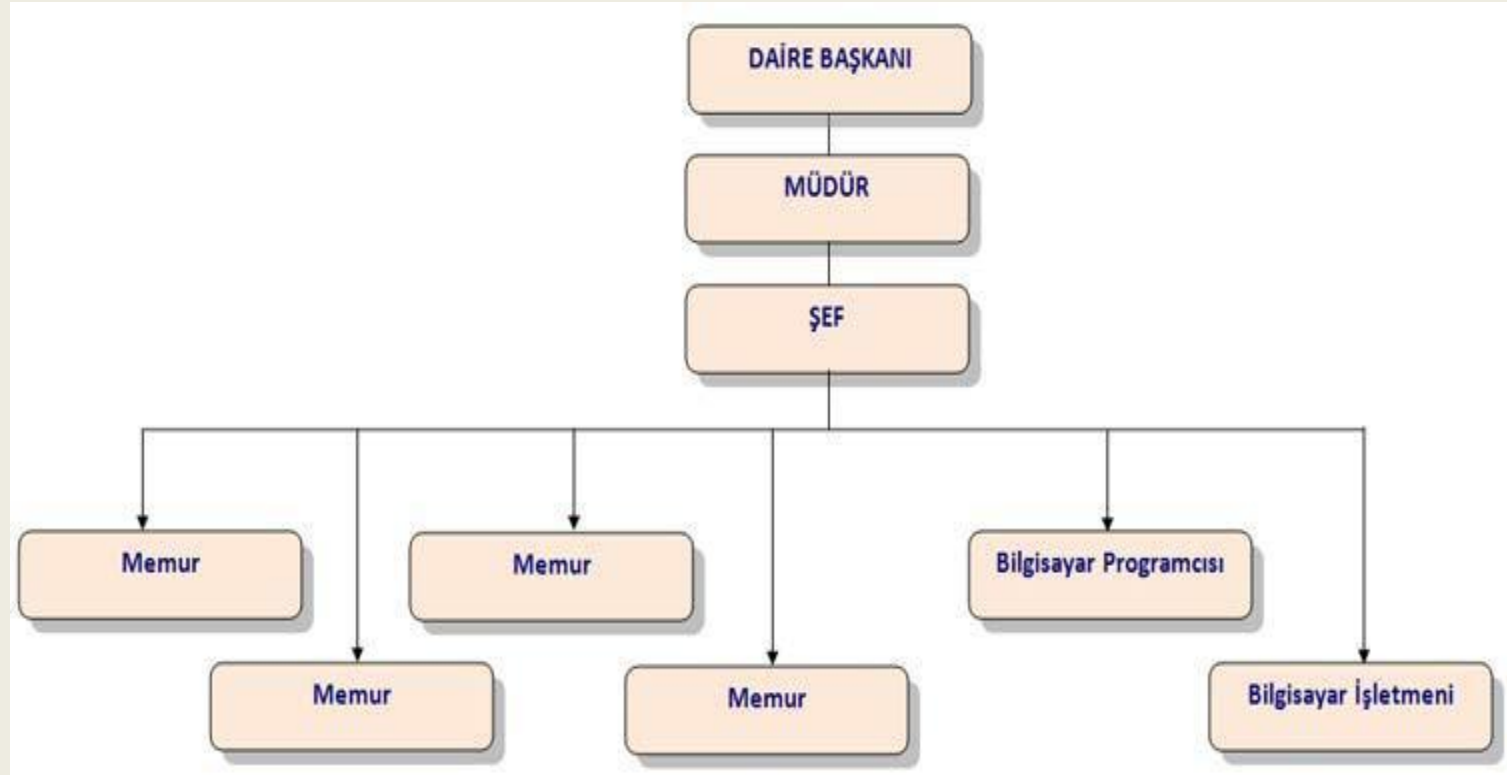 DAİRE BAŞKANI
MÜDÜR
ŞEF
Memur
Memur
Bilgisayar Programcısı
Memur
Memur
Bilgisayar İşletmeni